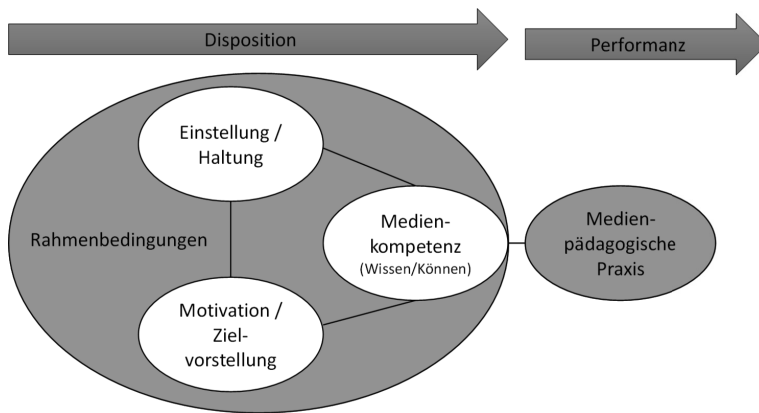 Disposition
Performanz
Einstellung /
Haltung
Rahmenbedingungen
Medien-
kompetenz
(Wissen/Können)
Medien-
pädagogische
Praxis
Motivation /
Ziel-
vorstellung